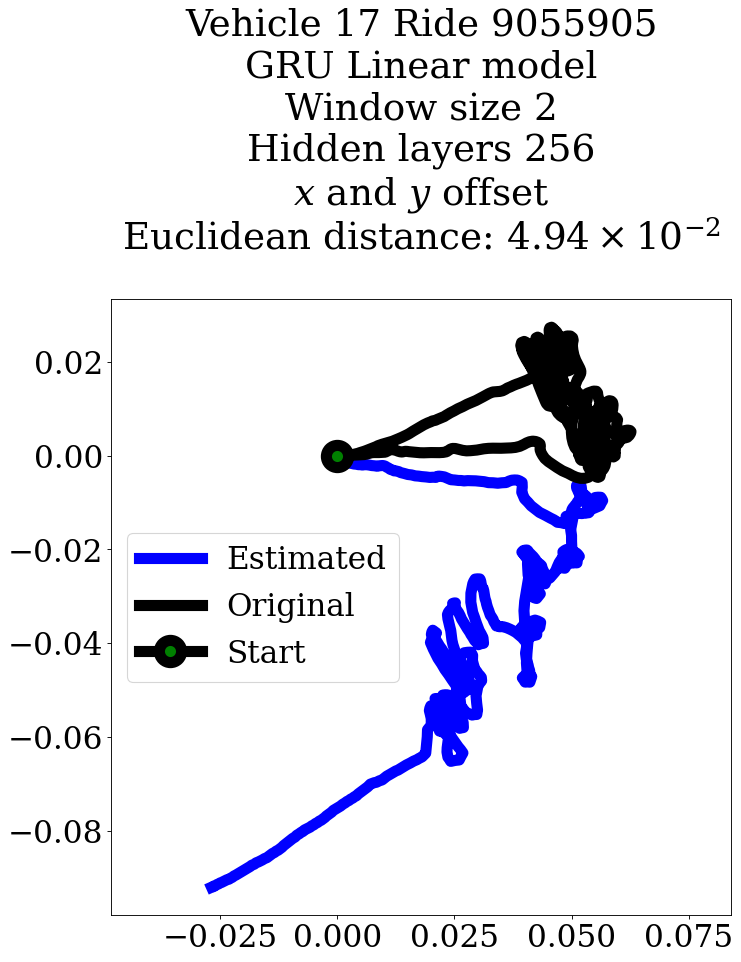 Vehicle 17 Ride 9055905
GRU Linear model
Window size 2
Hidden layers 256
x and y offset
Euclidean distance: 4.94 × 10⁻²
0.02
0.00
−0.02
−0.04
−0.06
−0.08
Estimated
Original
Start
−0.025 0.000 0.025 0.050 0.075